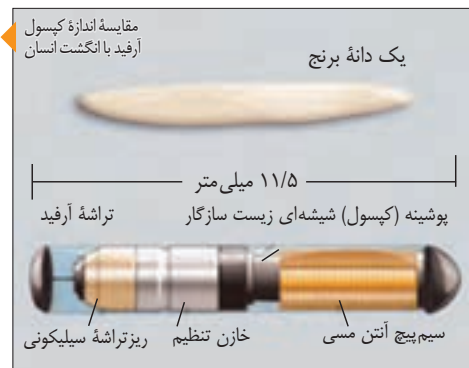 مقایسهٔ اندازهٔ کپسول
آرفید با انگشت انسان
یک دانهٔ برنج
۱۱/۵ میلی‌متر
پوشینه (کپسول) شیشه‌ای زیست سازگار
تراشهٔ آرفید
سیم‌پیچ آنتن مسی
خازن تنظیم
ریزتراشهٔ سیلیکونی